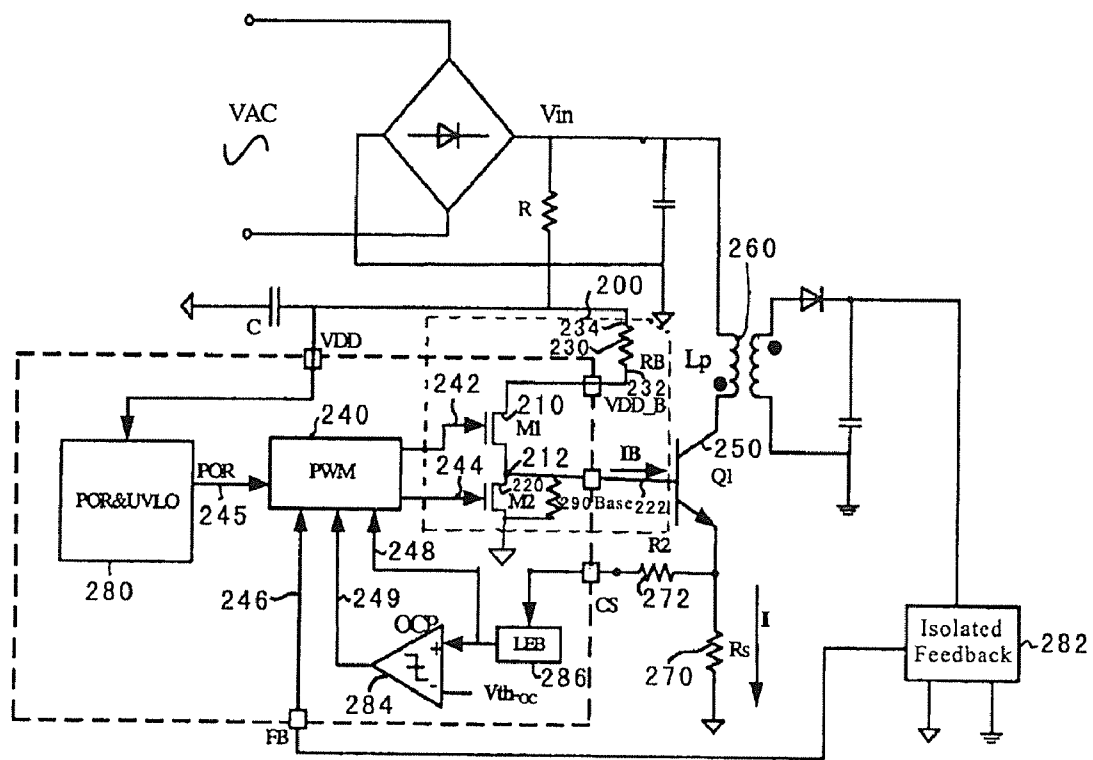 VAC
Vin
R
260
200
C
VDD
234
230
RB
Lp
232
242
210
VDD_B
240
M1
250
IB
Q1
244
212
POR&UVLO
POR
PWM
220
M2
245
290
Base
222
248
R2
280
246
249
CS
272
I
OCP
+
LEB
286
Rs
270
Isolated
Feedback
282
284
-
Vth-oc
FB